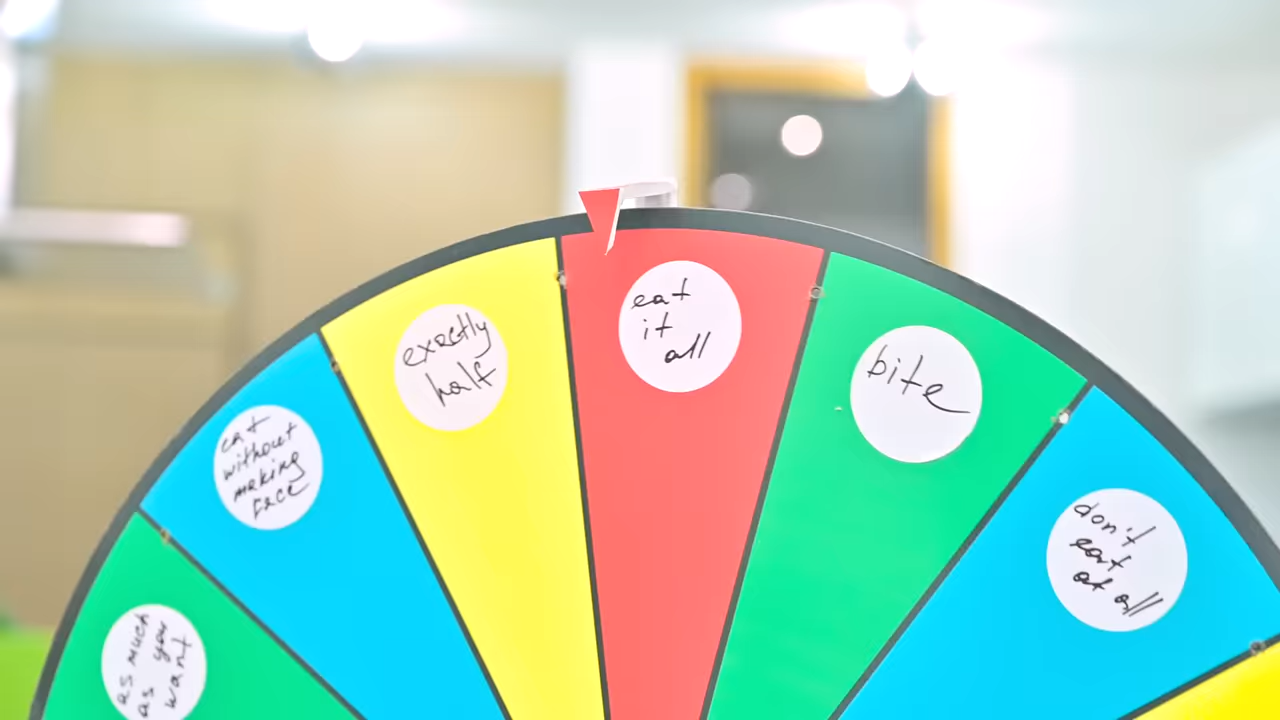 as much
as you
want
eat
without
making
face
exactly
half
eat
it
all
bite
don't
eat
at all